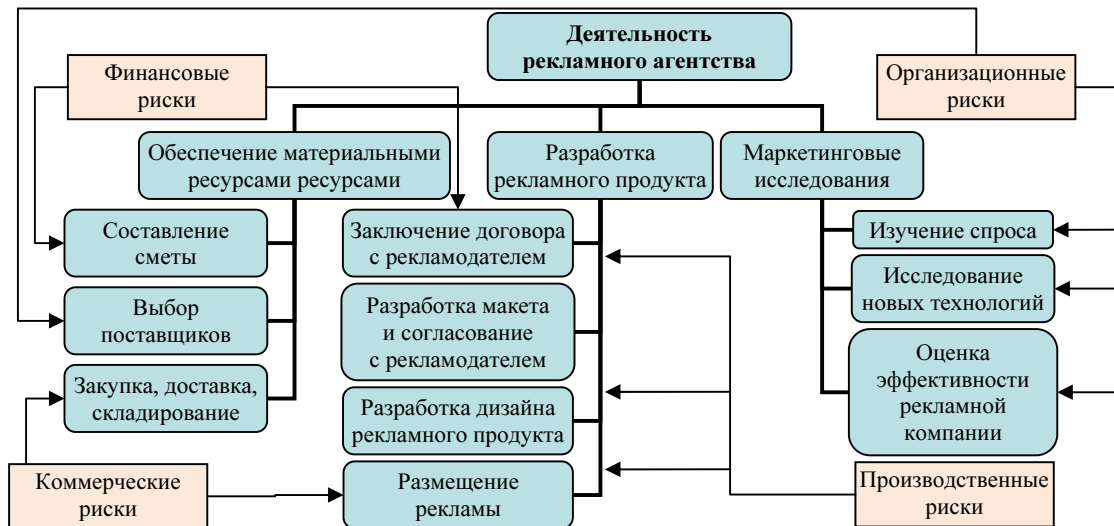 Деятельность
рекламного агентства
Финансовые
риски
Организационные
риски
Обеспечение материальными
ресурсами ресурсами
Разработка
рекламного продукта
Маркетинговые
исследования
Составление
сметы
Заключение договора
с рекламодателем
Изучение спроса
Исследование
новых технологий
Выбор
поставщиков
Разработка макета
и согласование
с рекламодателем
Оценка
эффективности
рекламной
компании
Закупка, доставка,
складирование
Разработка дизайна
рекламного продукта
Коммерческие
риски
Размещение
рекламы
Производственные
риски